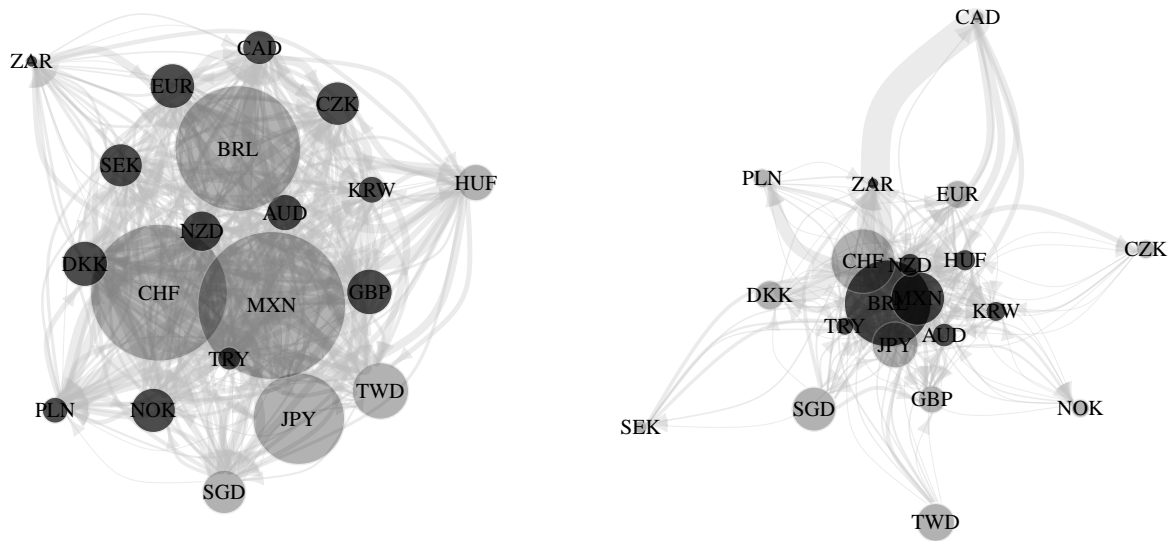 CAD
ZAR
EUR
CZK
BRL
SEK
KRW
HUF
AUD
NZD
DKK
CHF
MXN
GBP
TRY
TWD
PLN
NOK
JPY
SGD
CAD
PLN
ZAR
EUR
CZK
CHF
NZD
HUF
DKK
BRL
MXN
KRW
TRY
AUD
JPY
SGD
GBP
NOK
SEK
TWD